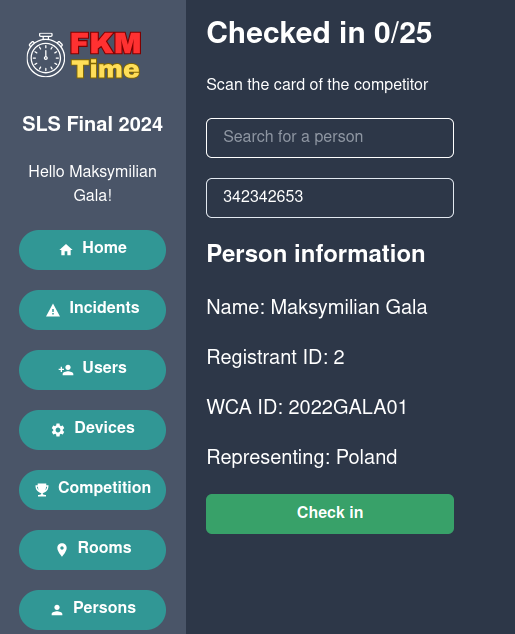 FKM
Time
SLS Final 2024
Hello Maksymilian
Gala!
Home
Incidents
Users
Devices
Competition
Rooms
Persons
Checked in 0/25
Scan the card of the competitor
Search for a person
342342653
Person information
Name: Maksymilian Gala
Registrant ID: 2
WCA ID: 2022GALA01
Representing: Poland
Check in